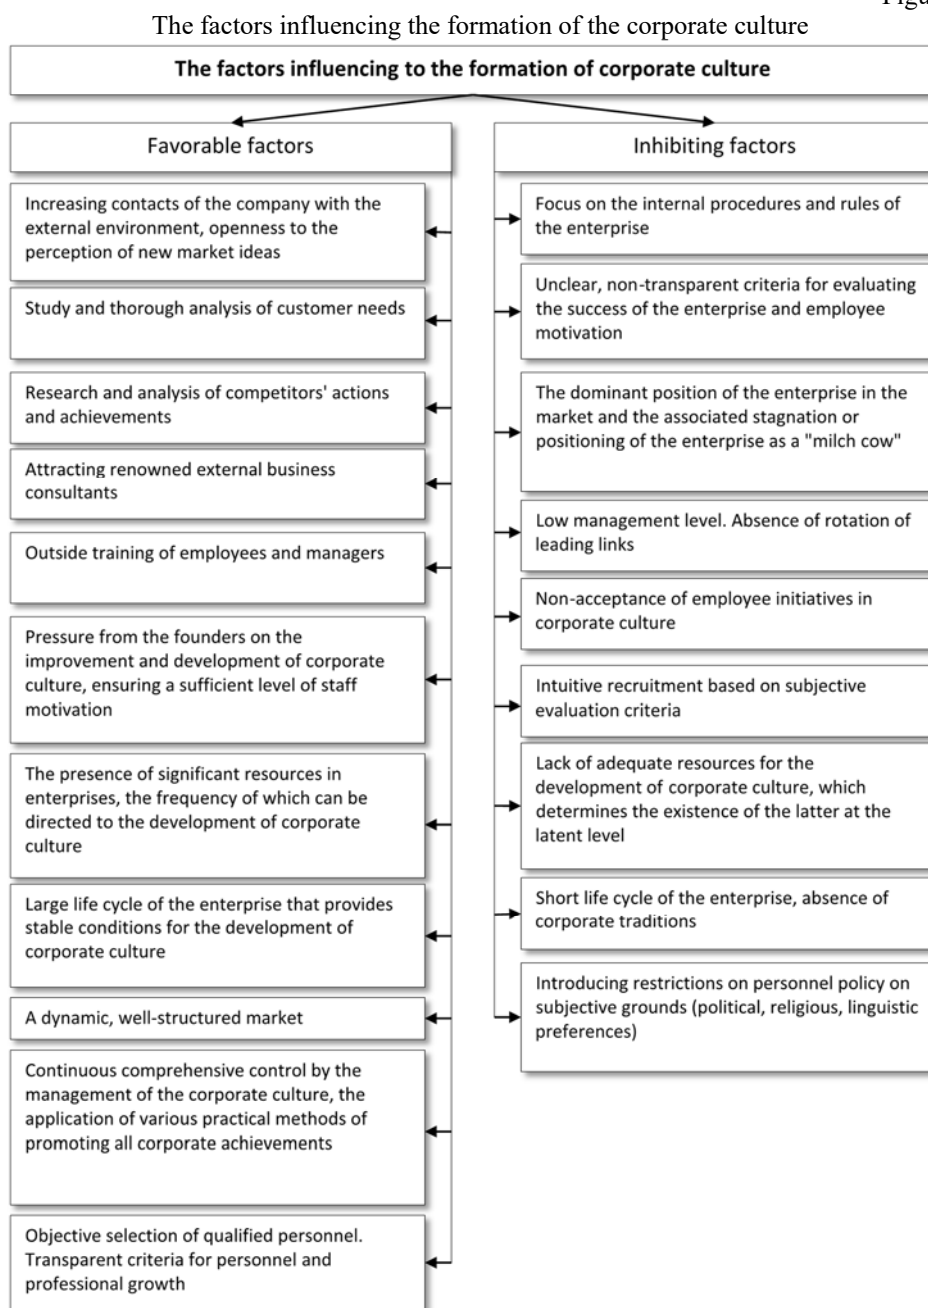 Figu
The factors influencing the formation of the corporate culture
The factors influencing to the formation of corporate culture
Favorable factors
Increasing contacts of the company with the
external environment, openness to the
perception of new market ideas
Study and thorough analysis of customer needs
Research and analysis of competitors' actions
and achievements
Attracting renowned external business
consultants
Outside training of employees and managers
Pressure from the founders on the
improvement and development of corporate
culture, ensuring a sufficient level of staff
motivation
The presence of significant resources in
enterprises, the frequency of which can be
directed to the development of corporate
culture
Large life cycle of the enterprise that provides
stable conditions for the development of
corporate culture
A dynamic, well-structured market
Continuous comprehensive control by the
management of the corporate culture, the
application of various practical methods of
promoting all corporate achievements
Objective selection of qualified personnel.
Transparent criteria for personnel and
professional growth
Inhibiting factors
Focus on the internal procedures and rules of
the enterprise
Unclear, non-transparent criteria for evaluating
the success of the enterprise and employee
motivation
The dominant position of the enterprise in the
market and the associated stagnation or
positioning of the enterprise as a "milch cow"
Low management level. Absence of rotation of
leading links
Non-acceptance of employee initiatives in
corporate culture
Intuitive recruitment based on subjective
evaluation criteria
Lack of adequate resources for the
development of corporate culture, which
determines the existence of the latter at the
latent level
Short life cycle of the enterprise, absence of
corporate traditions
Introducing restrictions on personnel policy on
subjective grounds (political, religious, linguistic
preferences)